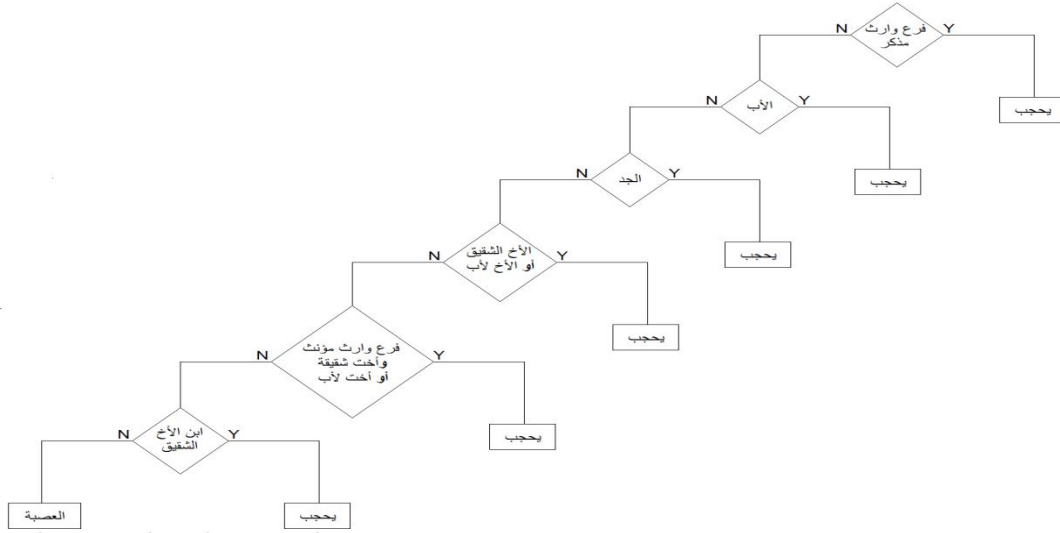 فرع وارث
مذكر
N
Y
يحجب
الأب
N
Y
يحجب
الجد
N
Y
يحجب
الأخ الشقيق
أو الأخ لأب
N
Y
يحجب
فرع وارث مؤنث
وأخت شقيقة
أو أخت لأب
N
Y
يحجب
ابن الأخ
الشقيق
N
Y
يحجب
العصبة